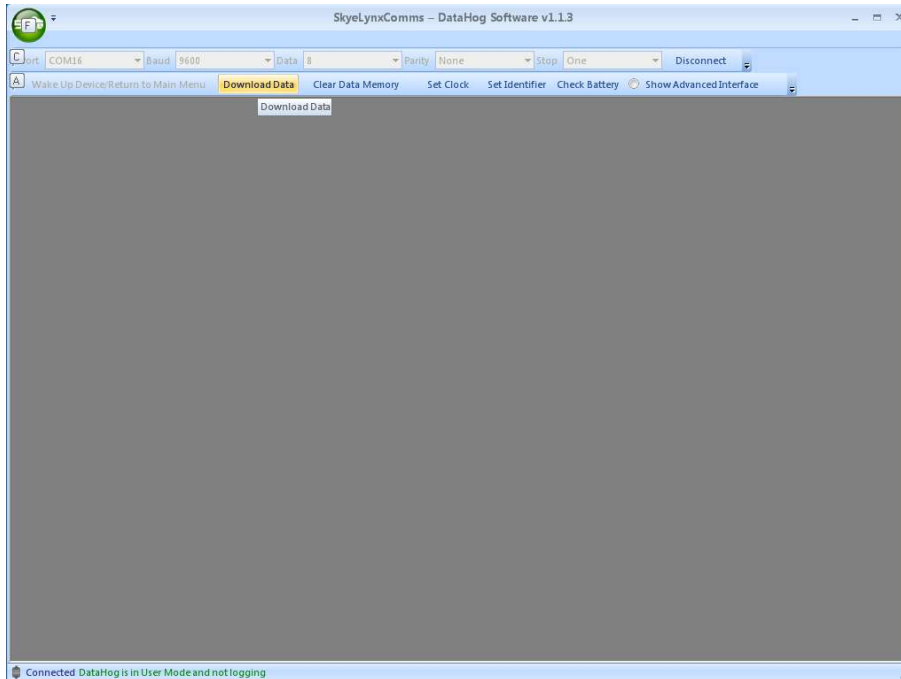 SkyeLynxComms – DataHog Software v1.1.3
F
C ort COM16 Baud 9600 Data 8 Parity None Stop One Disconnect
A Wake Up Device/Return to Main Menu Download Data Clear Data Memory Set Clock Set Identifier Check Battery Show Advanced Interface
Download Data
Connected DataHog is in User Mode and not logging